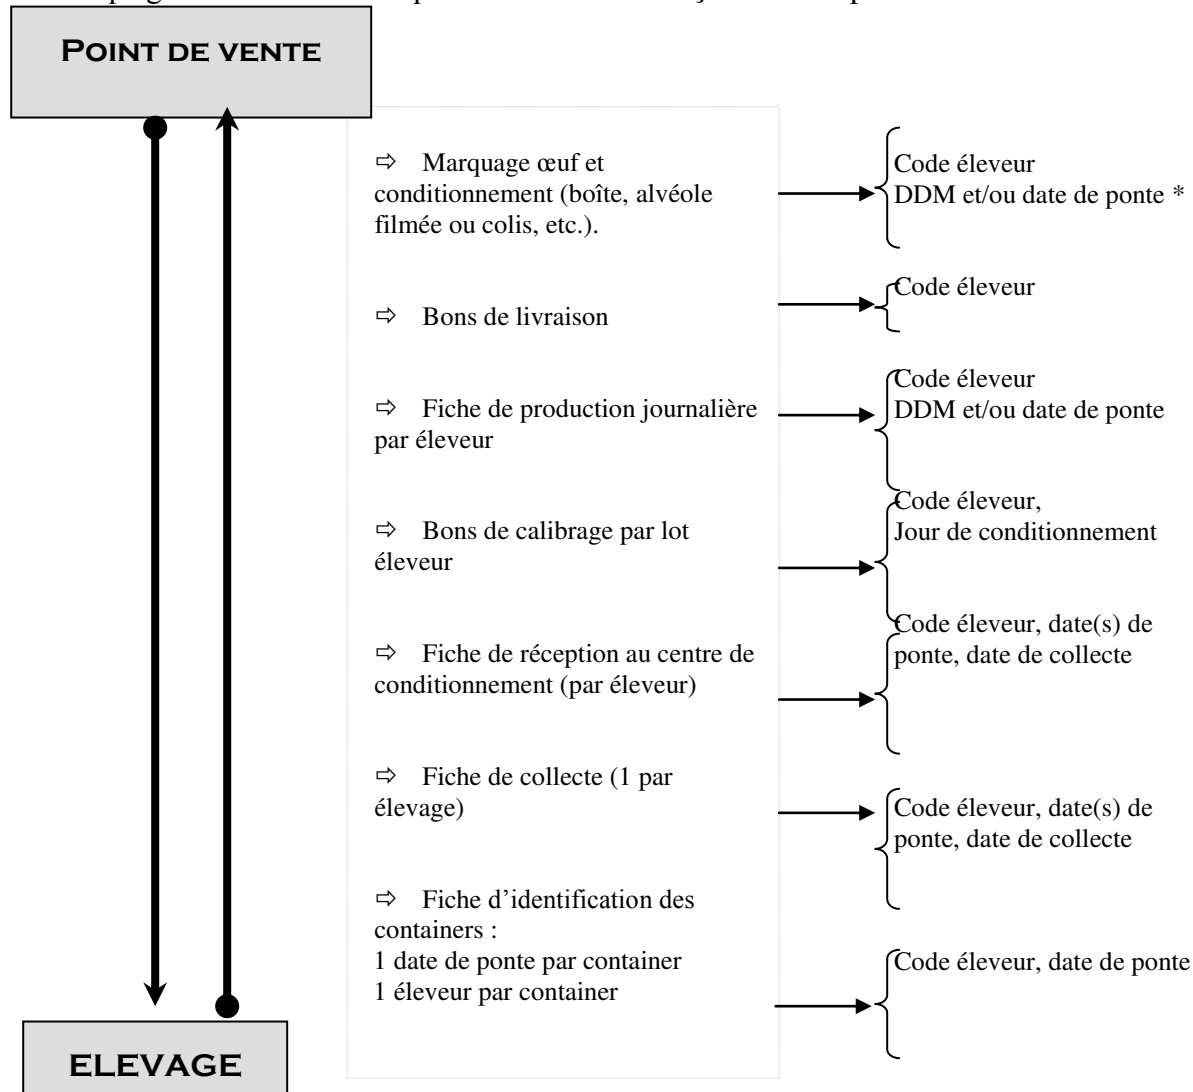 POINT DE VENTE
⇨ Marquage œuf et
conditionnement (boîte, alvéole
filmée ou colis, etc.).
Code éleveur
DDM et/ou date de ponte *
⇨ Bons de livraison
Code éleveur
⇨ Fiche de production journalière
par éleveur
Code éleveur
DDM et/ou date de ponte
⇨ Bons de calibrage par lot
éleveur
Code éleveur,
Jour de conditionnement
⇨ Fiche de réception au centre de
conditionnement (par éleveur)
Code éleveur, date(s) de
ponte, date de collecte
⇨ Fiche de collecte (1 par
élevage)
Code éleveur, date(s) de
ponte, date de collecte
⇨ Fiche d’identification des
containers :
1 date de ponte par container
1 éleveur par container
Code éleveur, date de ponte
ELEVAGE